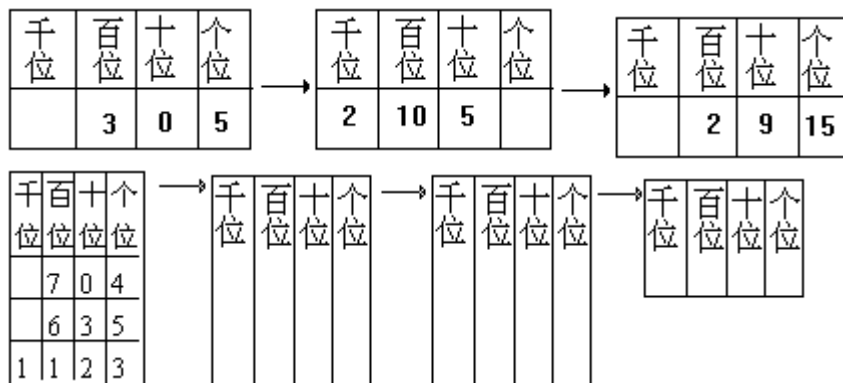 千位 百位 十位 个位
3 0 5
千位 百位 十位 个位
2 10 5
千位 百位 十位 个位
2 9 15
千位 百位 十位 个位
7 0 4
6 3 5
1 1 2 3
千位 百位 十位 个位
千位 百位 十位 个位
千位 百位 十位 个位